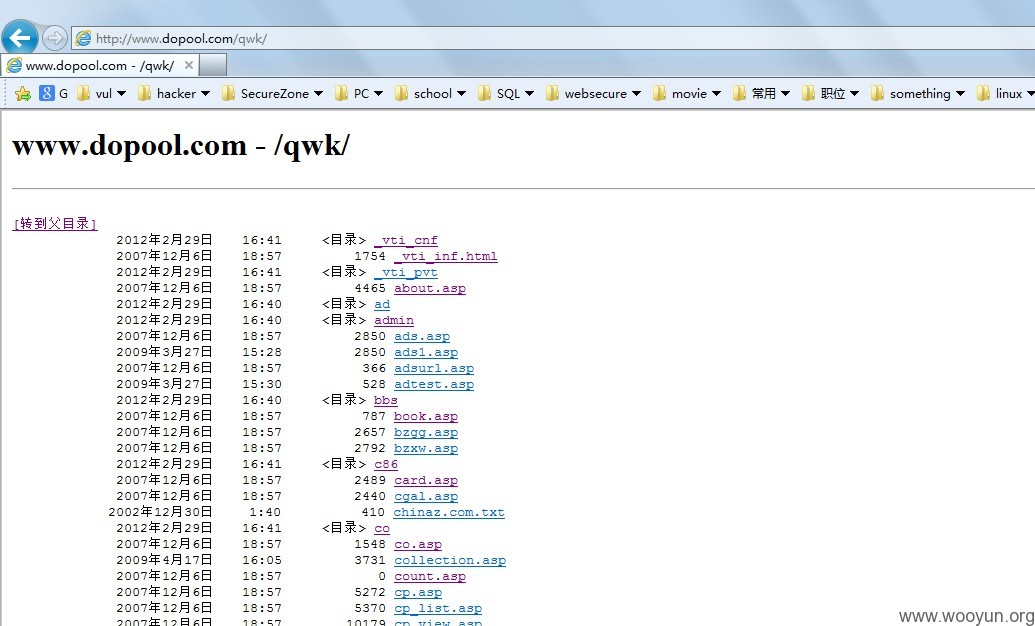 http://www.dopool.com/qwk/
www.dopool.com - /qwk/
G vul hacker SecureZone PC school SQL websecure movie 常用 职位 something linux
www.dopool.com - /qwk/
[转到父目录]
2012年2月29日 16:41 <目录> _vti_cnf
2007年12月6日 18:57 1754 _vti_inf.html
2012年2月29日 16:41 <目录> _vti_pvt
2007年12月6日 18:57 4465 about.asp
2012年2月29日 16:40 <目录> ad
2012年2月29日 16:40 <目录> admin
2007年12月6日 18:57 2850 ads.asp
2009年3月27日 15:28 2850 ads1.asp
2007年12月6日 18:57 366 adsurl.asp
2009年3月27日 15:30 528 adtest.asp
2012年2月29日 16:40 <目录> bbs
2007年12月6日 18:57 787 book.asp
2007年12月6日 18:57 2657 bzgg.asp
2007年12月6日 18:57 2792 bzxw.asp
2012年2月29日 16:41 <目录> c86
2007年12月6日 18:57 2489 card.asp
2007年12月6日 18:57 2440 cgal.asp
2002年12月30日 1:40 410 chinaz.com.txt
2012年2月29日 16:41 <目录> co
2007年12月6日 18:57 1548 co.asp
2009年4月17日 16:05 3731 collection.asp
2007年12月6日 18:57 0 count.asp
2007年12月6日 18:57 5272 cp.asp
2007年12月6日 18:57 5370 cp_list.asp
2007年12月6日 18:57 10179 cp_view.asp
www.wooyun.org